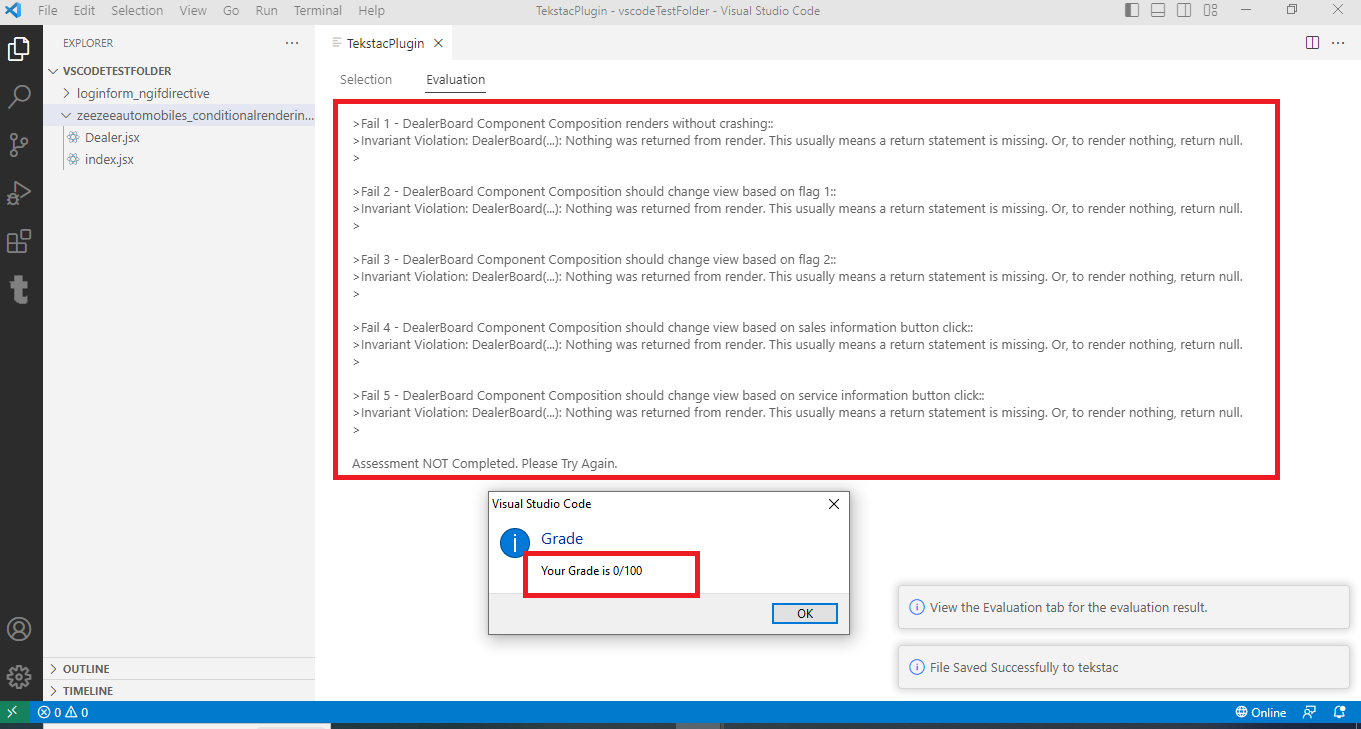 File Edit Selection View Go Run Terminal Help
TekstacPlugin - vscodeTestFolder - Visual Studio Code
EXPLORER
VSCODETESTFOLDER
loginform_ngifdirective
zeezeeautomobiles_conditionalrenderin...
Dealer.jsx
index.jsx
OUTLINE
TIMELINE
TekstacPlugin
Selection Evaluation
>Fail 1 - DealerBoard Component Composition renders without crashing::
>Invariant Violation: DealerBoard(...): Nothing was returned from render. This usually means a return statement is missing. Or, to render nothing, return null.
>
>Fail 2 - DealerBoard Component Composition should change view based on flag 1::
>Invariant Violation: DealerBoard(...): Nothing was returned from render. This usually means a return statement is missing. Or, to render nothing, return null.
>
>Fail 3 - DealerBoard Component Composition should change view based on flag 2::
>Invariant Violation: DealerBoard(...): Nothing was returned from render. This usually means a return statement is missing. Or, to render nothing, return null.
>
>Fail 4 - DealerBoard Component Composition should change view based on sales information button click::
>Invariant Violation: DealerBoard(...): Nothing was returned from render. This usually means a return statement is missing. Or, to render nothing, return null.
>
>Fail 5 - DealerBoard Component Composition should change view based on service information button click::
>Invariant Violation: DealerBoard(...): Nothing was returned from render. This usually means a return statement is missing. Or, to render nothing, return null.
>
Assessment NOT Completed. Please Try Again.
Visual Studio Code
Grade
Your Grade is 0/100
OK
View the Evaluation tab for the evaluation result.
File Saved Successfully to tekstac
0 0
Online